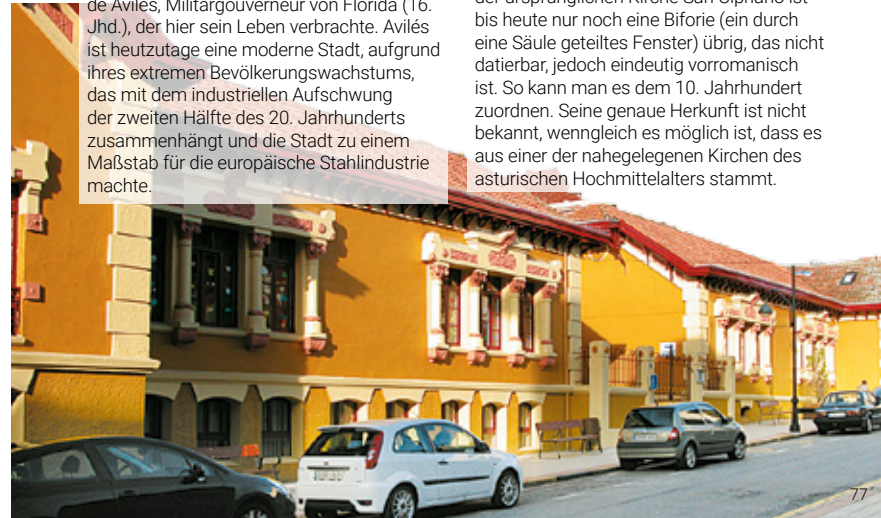 de Avilés, Militärgouverneur von Florida (16.
Jhd.), der hier sein Leben verbrachte. Avilés
ist heutzutage eine moderne Stadt, aufgrund
ihres extremen Bevölkerungswachstums,
das mit dem industriellen Aufschwung
der zweiten Hälfte des 20. Jahrhunderts
zusammenhängt und die Stadt zu einem
Maßstab für die europäische Stahlindustrie
machte.
der ursprünglichen Kirche San Cipriano ist
bis heute nur noch eine Biforie (ein durch
eine Säule geteiltes Fenster) übrig, das nicht
datierbar, jedoch eindeutig vorromanisch
ist. So kann man es dem 10. Jahrhundert
zuordnen. Seine genaue Herkunft ist nicht
bekannt, wenngleich es möglich ist, dass es
aus einer der nahegelegenen Kirchen des
asturischen Hochmittelalters stammt.
77